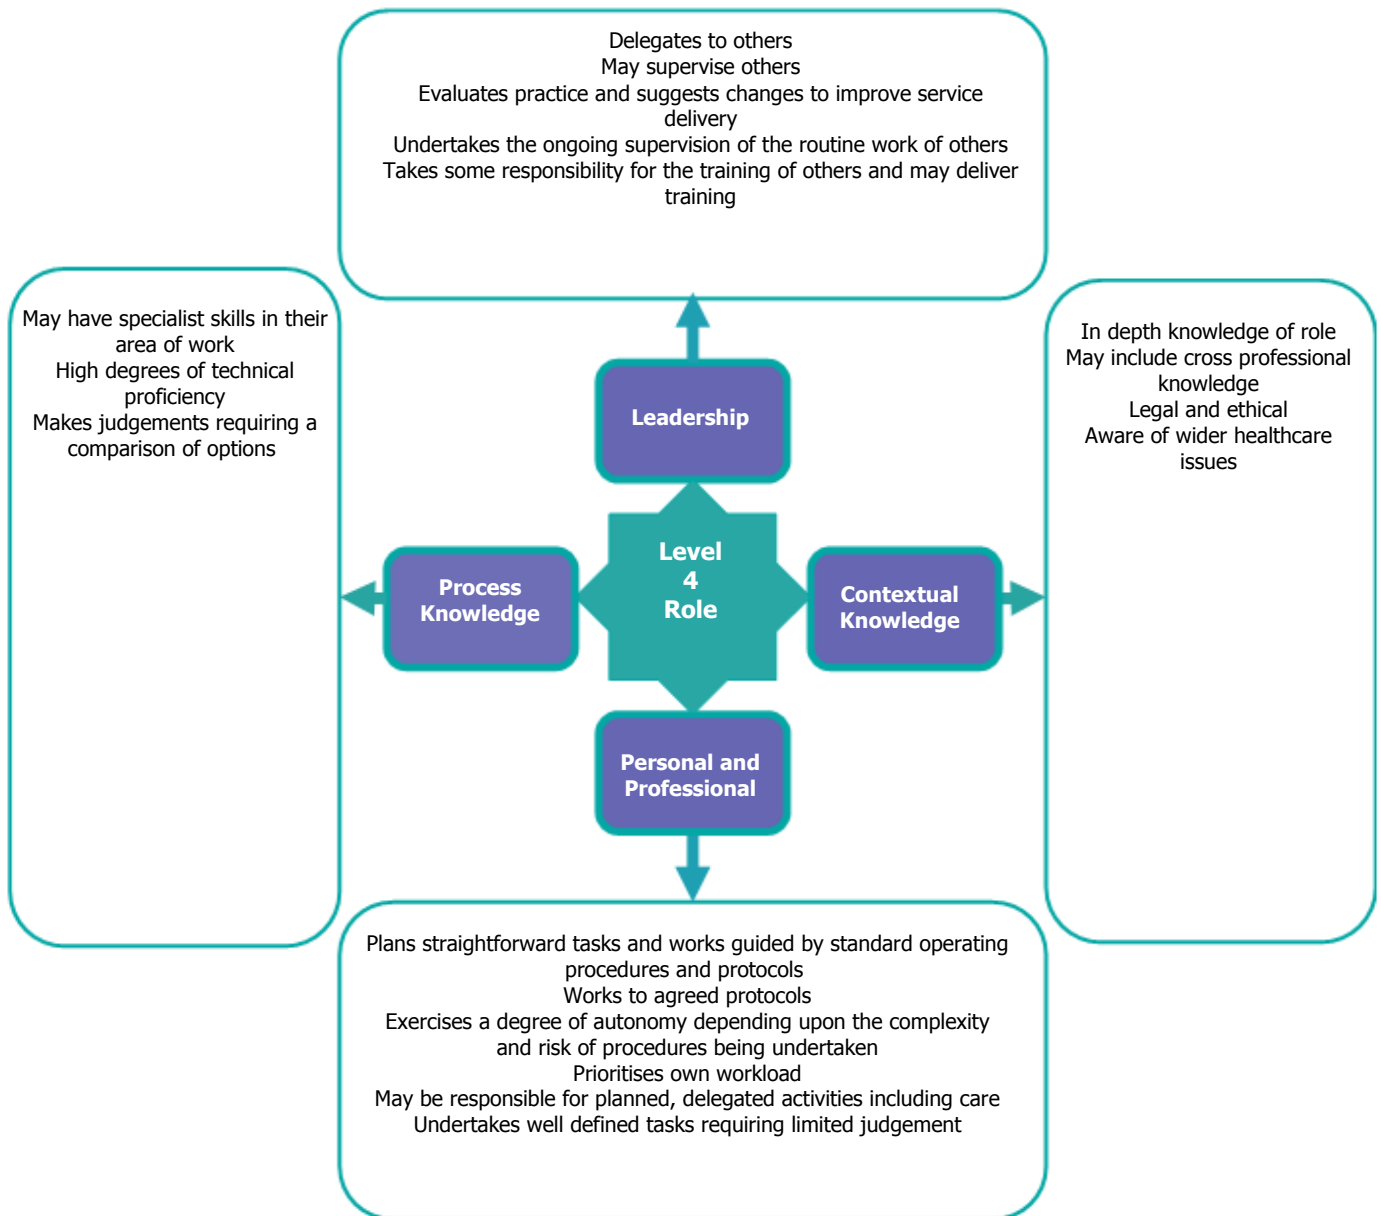 Delegates to others
May supervise others
Evaluates practice and suggests changes to improve service
delivery
Undertakes the ongoing supervision of the routine work of others
Takes some responsibility for the training of others and may deliver
training
May have specialist skills in their
area of work
High degrees of technical
proficiency
Makes judgements requiring a
comparison of options
In depth knowledge of role
May include cross professional
knowledge
Legal and ethical
Aware of wider healthcare
issues
Leadership
Level
4
Role
Process
Knowledge
Contextual
Knowledge
Personal and
Professional
Plans straightforward tasks and works guided by standard operating
procedures and protocols
Works to agreed protocols
Exercises a degree of autonomy depending upon the complexity
and risk of procedures being undertaken
Prioritises own workload
May be responsible for planned, delegated activities including care
Undertakes well defined tasks requiring limited judgement